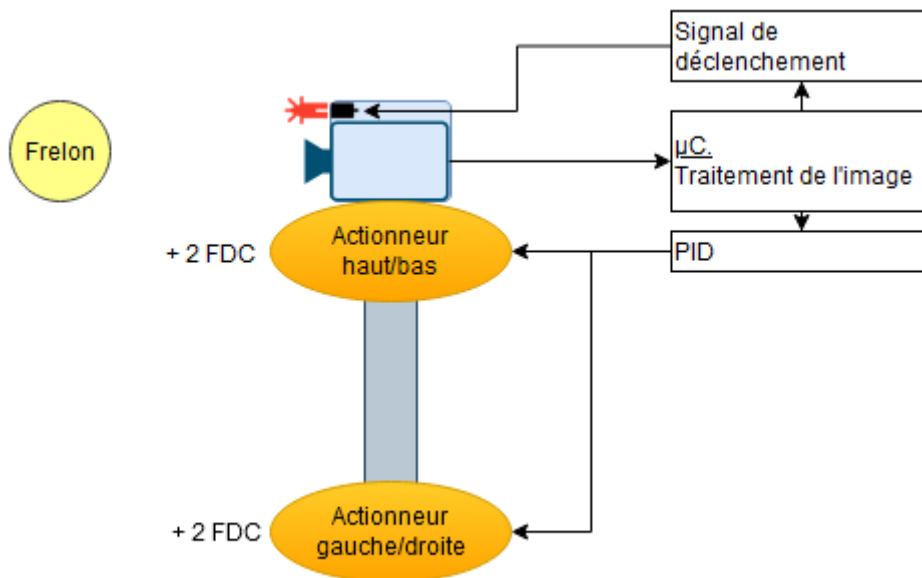 Signal de
déclenchement
Frelon
µC.
Traitement de l'image
Actionneur
haut/bas
+ 2 FDC
PID
Actionneur
gauche/droite
+ 2 FDC